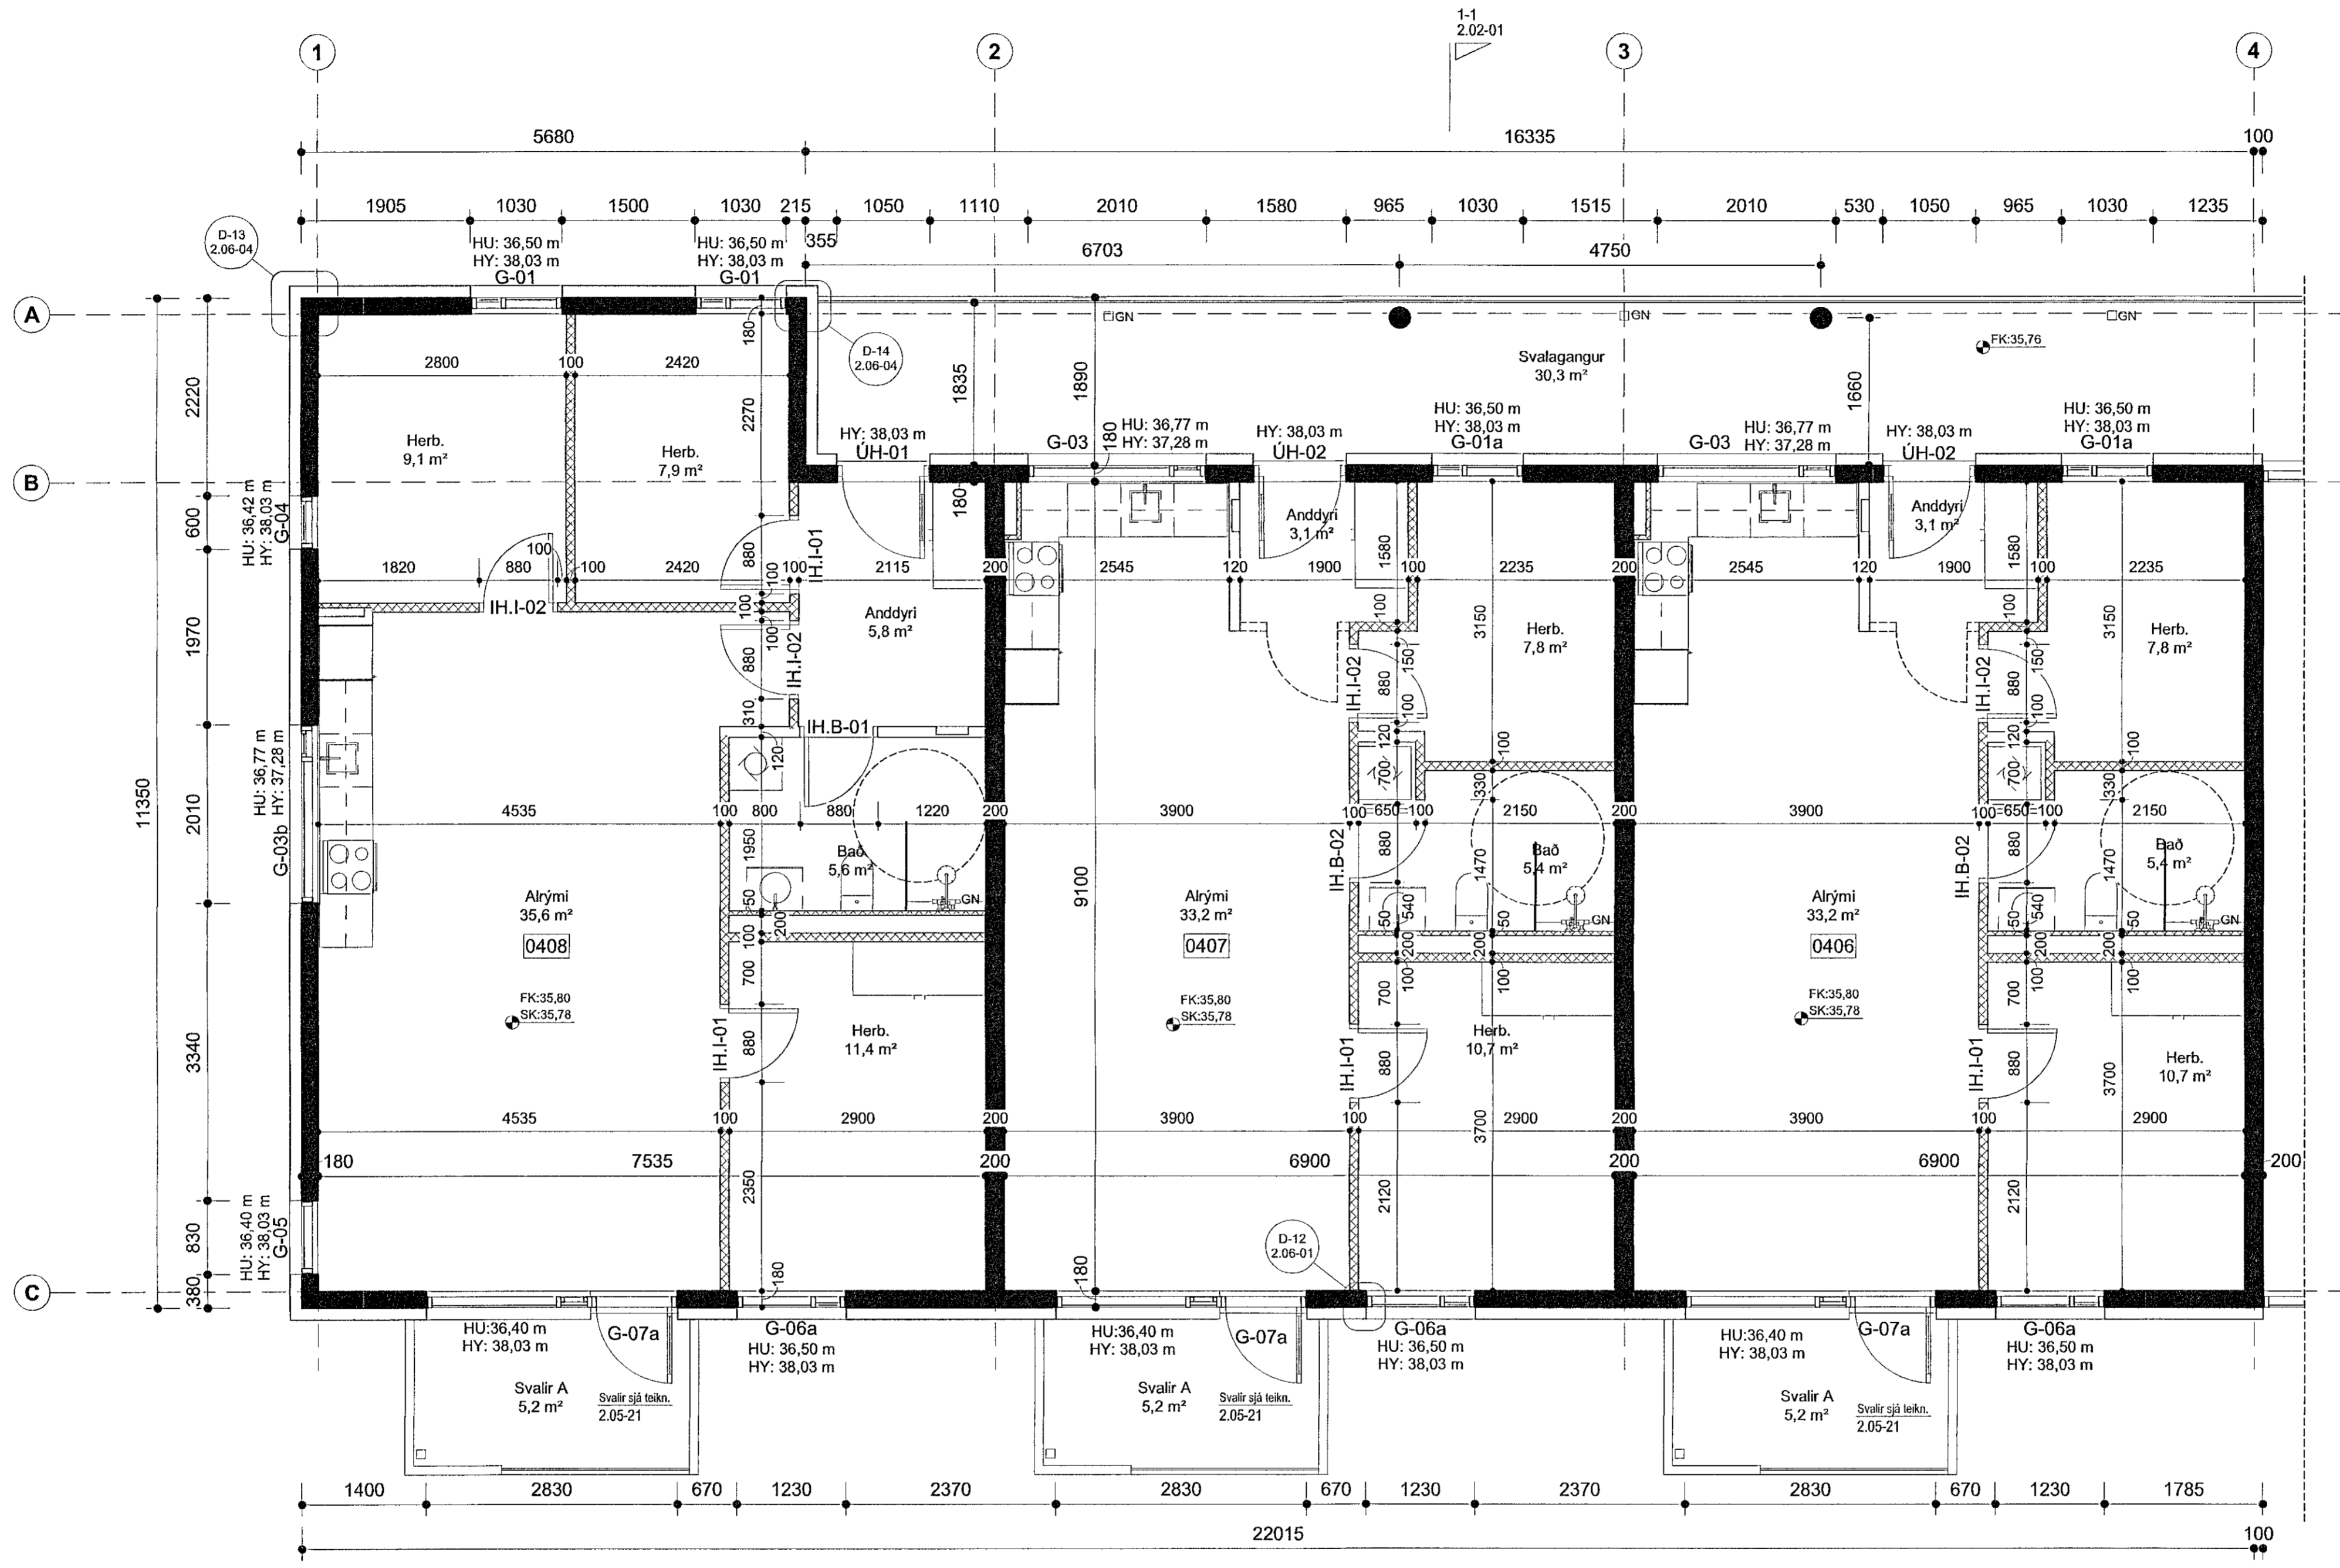 1-1
2.02-01
1
2
3
4
5680
16335
100
1905
1030
1500
1030
215
1050
1110
2010
1580
965
1030
1515
2010
530
1050
965
1030
1235
355
6703
4750
D-13
2.06-04
HU: 36,50 m
HY: 38,03 m
G-01
HU: 36,50 m
HY: 38,03 m
G-01
A
180
GN
GN
GN
FK:35,76
D-14
2.06-04
Svalagangur
30,3 m²
2800
100
2420
2270
1835
1890
1660
2220
HY: 38,03 m
ÚH-01
G-03
HU: 36,77 m
HY: 37,28 m
180
HY: 38,03 m
ÚH-02
HU: 36,50 m
HY: 38,03 m
G-01a
G-03
HU: 36,77 m
HY: 37,28 m
HY: 38,03 m
ÚH-02
HU: 36,50 m
HY: 38,03 m
G-01a
Herb.
9,1 m²
Herb.
7,9 m²
B
180
HU: 36,42 m
HY: 38,03 m
G-04
600
Anddyri
3,1 m²
Anddyri
3,1 m²
1580
1580
IH.I-01
880
100
1820
880
100
2420
100
2115
200
2545
120
1900
100
2235
200
2545
120
1900
100
2235
100
100
100
IH.I-02
Anddyri
5,8 m²
100
3150
100
3150
1970
Herb.
7,8 m²
Herb.
7,8 m²
880
IH.I-02
IH.I-02
880
150
100
IH.I-02
880
150
100
310
IH.B-01
120
120
100
120
100
HU: 36,77 m
HY: 37,28 m
G-03b
2010
700
330
700
330
11350
4535
100
800
880
1220
200
3900
100
=650=
100
2150
200
3900
100
=650=
100
2150
1950
Bað
5,6 m²
GN
50
200
100
9100
IH.B-02
880
1470
Bað
5,4 m²
GN
50
540
50
200
200
100
100
IH.B-02
880
1470
Bað
5,4 m²
GN
50
540
50
200
200
100
100
Alrými
35,6 m²
0408
Alrými
33,2 m²
0407
Alrými
33,2 m²
0406
700
700
700
FK:35,80
SK:35,78
FK:35,80
SK:35,78
FK:35,80
SK:35,78
3340
IH.I-01
880
Herb.
11,4 m²
IH.I-01
880
Herb.
10,7 m²
IH.I-01
880
Herb.
10,7 m²
3700
3700
4535
100
2900
200
3900
100
2900
200
3900
100
2900
180
7535
200
6900
200
6900
200
2350
2120
2120
HU: 36,40 m
HY: 38,03 m
G-05
830
D-12
2.06-01
C
380
180
180
HU:36,40 m
HY: 38,03 m
G-07a
G-06a
HU: 36,50 m
HY: 38,03 m
HU:36,40 m
HY: 38,03 m
G-07a
G-06a
HU: 36,50 m
HY: 38,03 m
HU:36,40 m
HY: 38,03 m
G-07a
G-06a
HU: 36,50 m
HY: 38,03 m
Svalir A
5,2 m²
Svalir sjá teikn.
2.05-21
Svalir A
5,2 m²
Svalir sjá teikn.
2.05-21
Svalir A
5,2 m²
Svalir sjá teikn.
2.05-21
1400
2830
670
1230
2370
2830
670
1230
2370
2830
670
1230
1785
22015
100